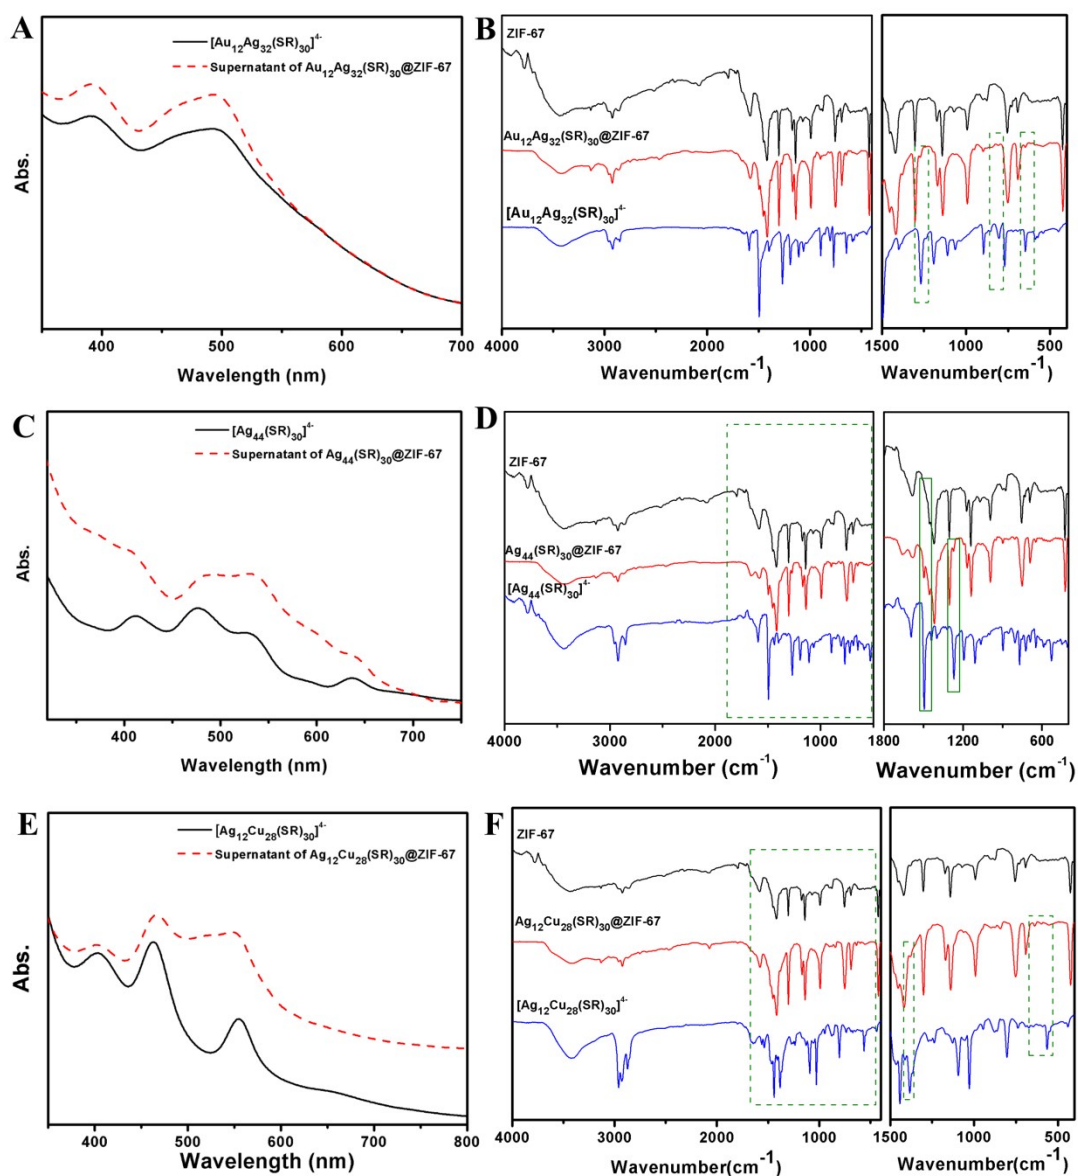 A
[Au₁₂Ag₃₂(SR)₃₀]⁴⁻
Supernatant of Au₁₂Ag₃₂(SR)₃₀@ZIF-67
Abs.
400 500 600 700
Wavelength (nm)
B
ZIF-67
Au₁₂Ag₃₂(SR)₃₀@ZIF-67
[Au₁₂Ag₃₂(SR)₃₀]⁴⁻
4000 3000 2000 1000
Wavenumber(cm⁻¹)
1500 1000 500
Wavenumber(cm⁻¹)
C
[Ag₄₄(SR)₃₀]⁴⁻
Supernatant of Ag₄₄(SR)₃₀@ZIF-67
Abs.
400 500 600 700
Wavelength (nm)
D
ZIF-67
Ag₄₄(SR)₃₀@ZIF-67
[Ag₄₄(SR)₃₀]⁴⁻
4000 3000 2000 1000
Wavenumber (cm⁻¹)
1800 1200 600
Wavenumber (cm⁻¹)
E
[Ag₁₂Cu₂₈(SR)₃₀]⁴⁻
Supernatant of Ag₁₂Cu₂₈(SR)₃₀@ZIF-67
Abs.
400 500 600 700 800
Wavelength (nm)
F
ZIF-67
Ag₁₂Cu₂₈(SR)₃₀@ZIF-67
[Ag₁₂Cu₂₈(SR)₃₀]⁴⁻
4000 3000 2000 1000
Wavenumber(cm⁻¹)
1500 1000 500
Wavenumber(cm⁻¹)